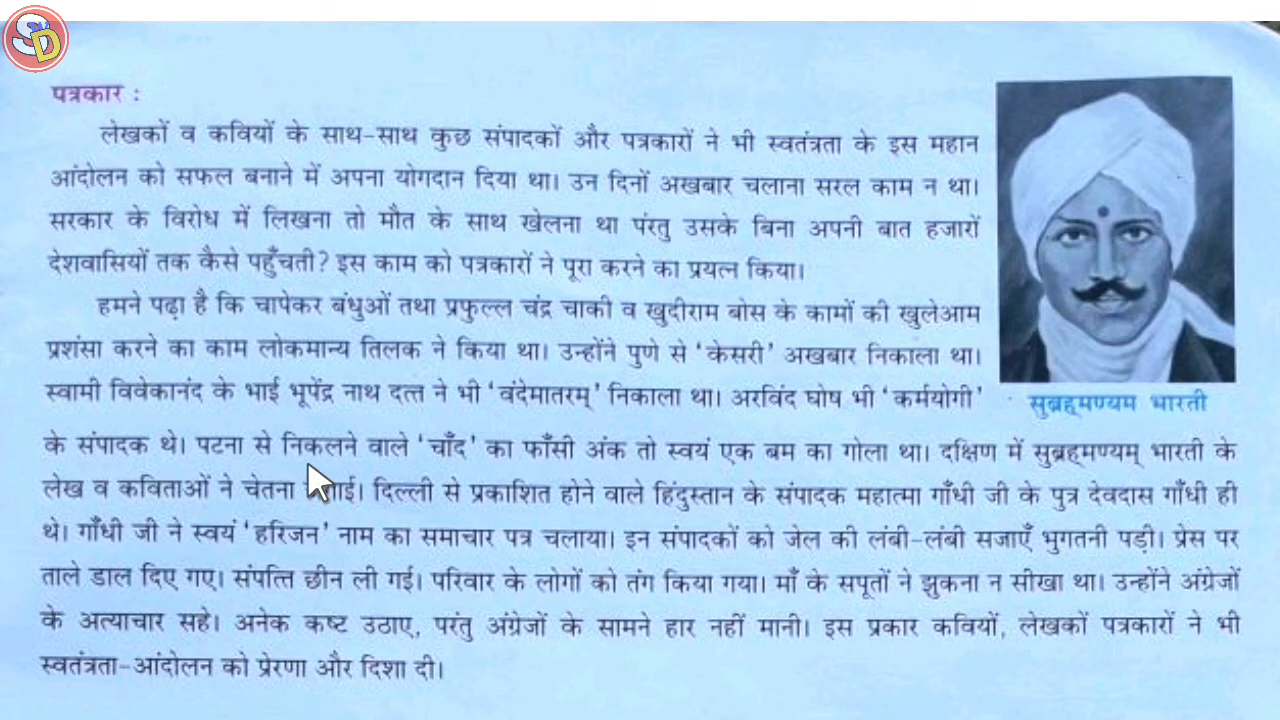 SD
पत्रकार :
लेखकों व कवियों के साथ-साथ कुछ संपादकों और पत्रकारों ने भी स्वतंत्रता के इस महान
आंदोलन को सफल बनाने में अपना योगदान दिया था। उन दिनों अखबार चलाना सरल काम न था।
सरकार के विरोध में लिखना तो मौत के साथ खेलना था परंतु उसके बिना अपनी बात हजारों
देशवासियों तक कैसे पहुँचती? इस काम को पत्रकारों ने पूरा करने का प्रयत्न किया।
हमने पढ़ा है कि चापेकर बंधुओं तथा प्रफुल्ल चंद्र चाकी व खुदीराम बोस के कामों की खुलेआम
प्रशंसा करने का काम लोकमान्य तिलक ने किया था। उन्होंने पुणे से ‘केसरी’ अखबार निकाला था।
स्वामी विवेकानंद के भाई भूपेंद्र नाथ दत्त ने भी ‘वंदेमातरम्’ निकाला था। अरविंद घोष भी ‘कर्मयोगी’
सुब्रह्मण्यम भारती
के संपादक थे। पटना से निकलने वाले ‘चाँद’ का फाँसी अंक तो स्वयं एक बम का गोला था। दक्षिण में सुब्रह्मण्यम् भारती के
लेख व कविताओं ने चेतना दिल्ली से प्रकाशित होने वाले हिंदुस्तान के संपादक महात्मा गाँधी जी के पुत्र देवदास गाँधी ही
थे। गाँधी जी ने स्वयं ‘हरिजन’ नाम का समाचार पत्र चलाया। इन संपादकों को जेल की लंबी-लंबी सजाएँ भुगतनी पड़ी। प्रेस पर
ताले डाल दिए गए। संपत्ति छीन ली गई। परिवार के लोगों को तंग किया गया। माँ के सपूतों ने झुकना न सीखा था। उन्होंने अंग्रेजों
के अत्याचार सहे। अनेक कष्ट उठाए, परंतु अंग्रेजों के सामने हार नहीं मानी। इस प्रकार कवियों, लेखकों पत्रकारों ने भी
स्वतंत्रता-आंदोलन को प्रेरणा और दिशा दी।